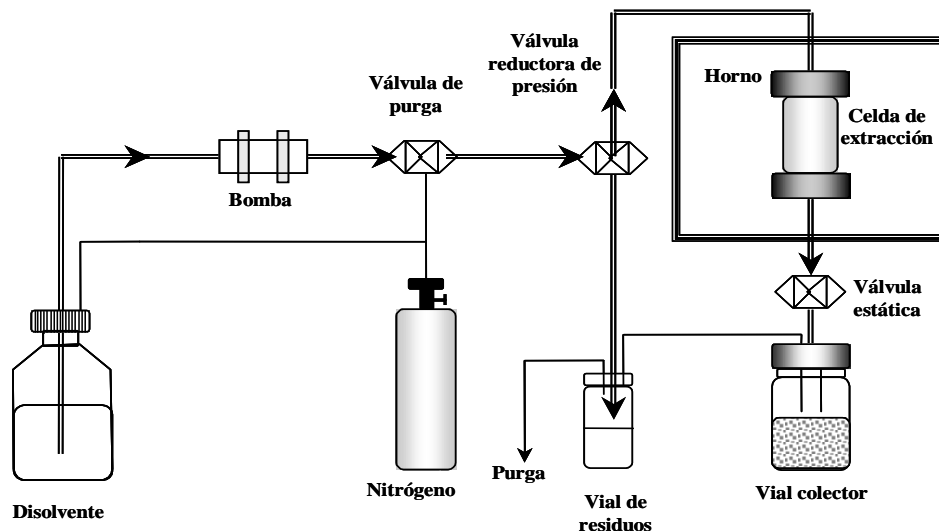 Válvula
reductora de
presión
Válvula de
purga
Horno
Celda de
extracción
Bomba
Válvula
estática
Disolvente
Nitrógeno
Purga
Vial de
residuos
Vial colector